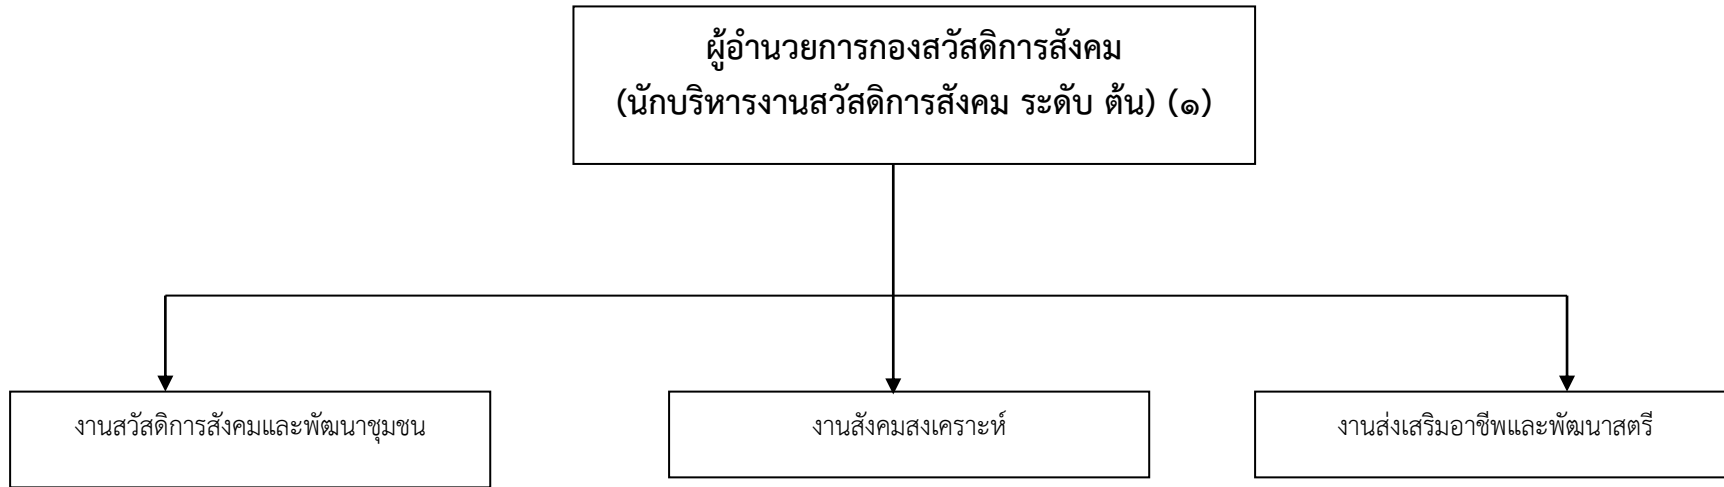 ผู้อำนวยการกองสวัสดิการสังคม
(นักบริหารงานสวัสดิการสังคม ระดับ ต้น) (๑)
งานสวัสดิการสังคมและพัฒนาชุมชน
งานสังคมสงเคราะห์
งานส่งเสริมอาชีพและพัฒนาสตรี